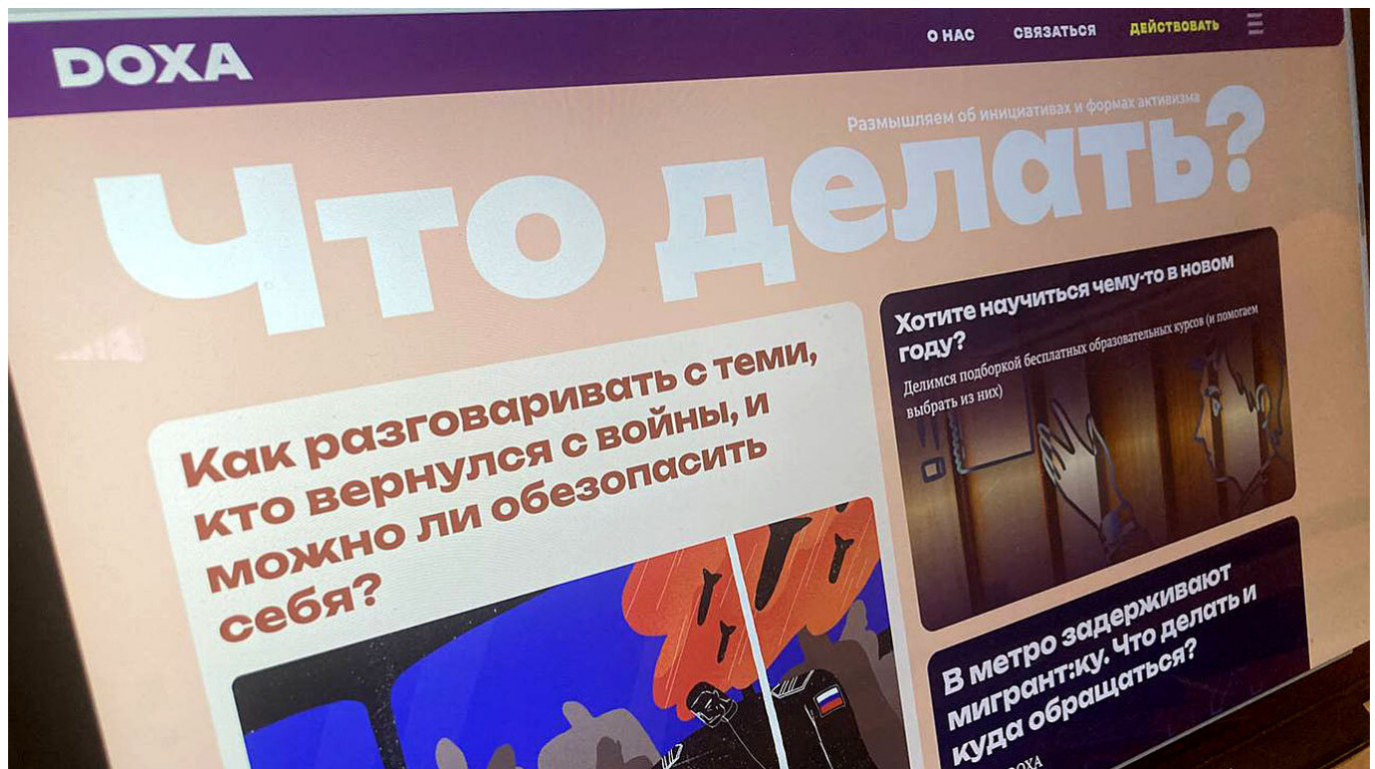 DOXA
О НАС СВЯЗАТЬСЯ ДЕЙСТВОВАТЬ
Размышляем об инициативах и формах активизма
Что делать?
Как разговаривать с теми,
кто вернулся с войны, и
можно ли обезопасить
себя?
Хотите научиться чему-то в новом
году?
Делимся подборкой бесплатных образовательных курсов (и помогаем
выбрать из них)
В метро задерживают
мигрант:ку. Что делать и
куда обращаться?
DOXA